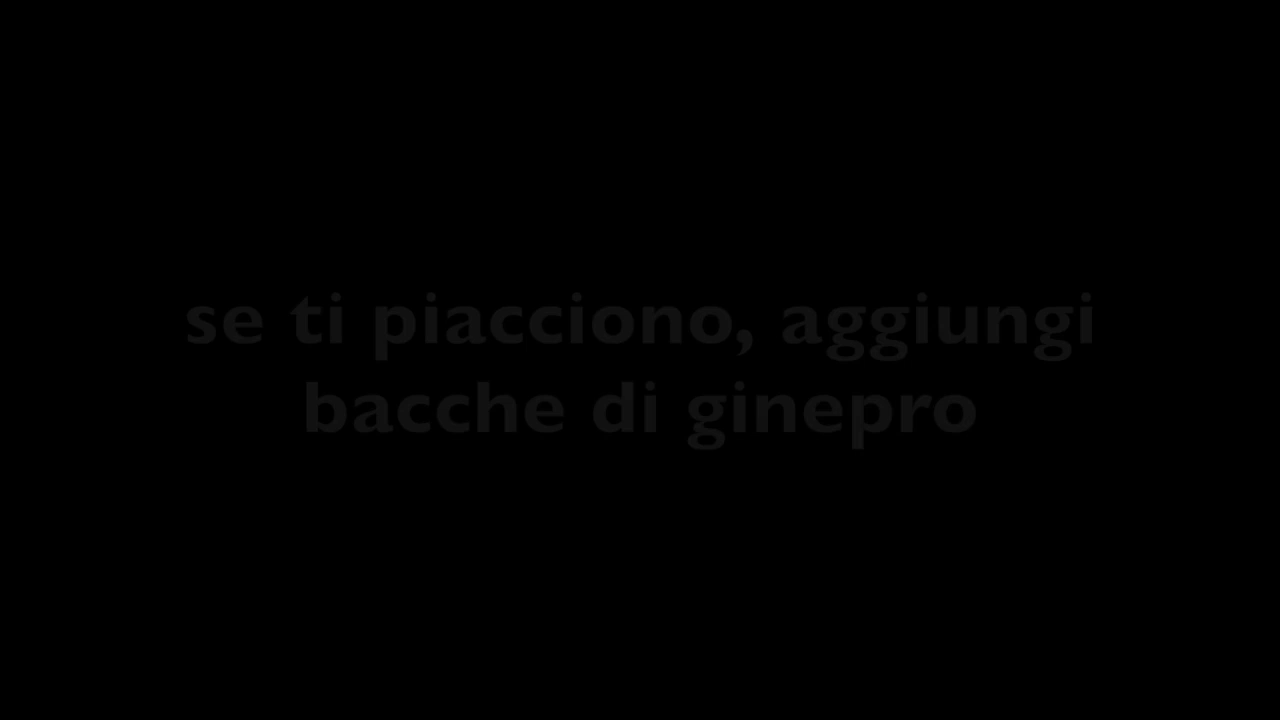 se ti piacciono, aggiungi
bacche di ginepro